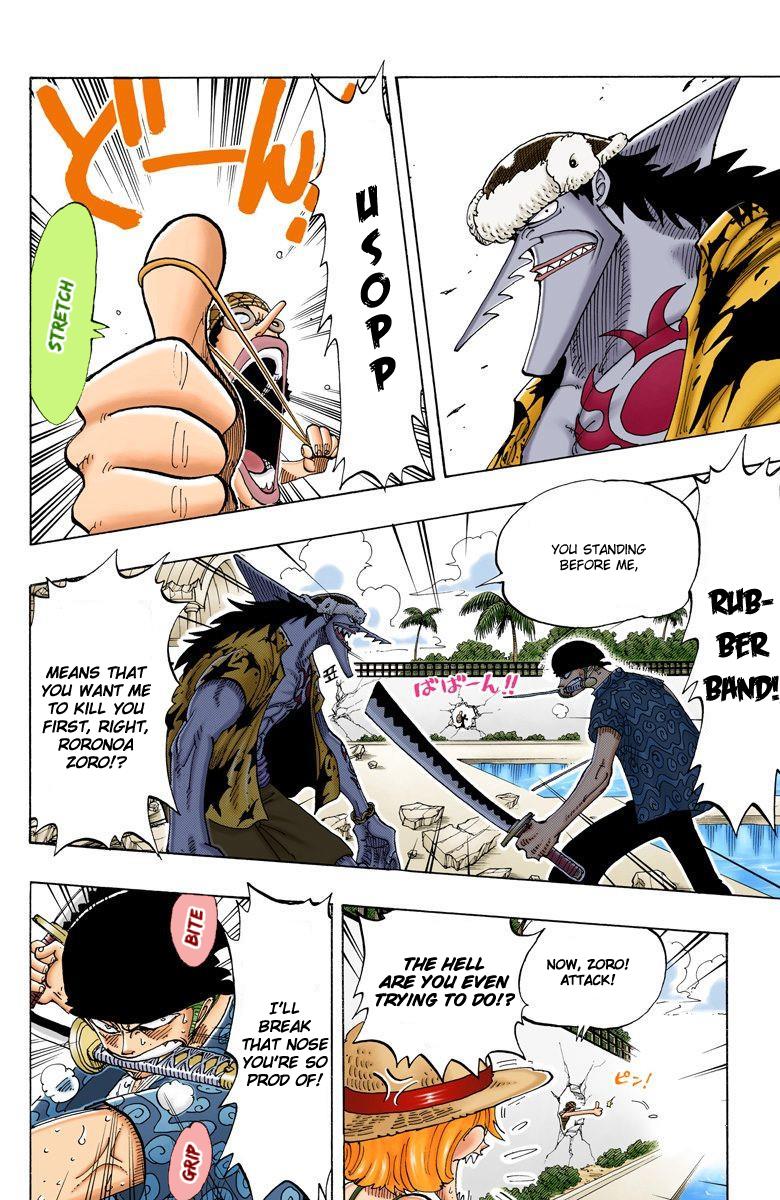 USOPP
どーん!
STRETCH
RUB-
BER
BAND!
YOU STANDING
BEFORE ME,
ばばーん!!
MEANS THAT
YOU WANT ME
TO KILL YOU
FIRST, RIGHT,
RORONOA
ZORO!?
NOW, ZORO!
ATTACK!
THE HELL
ARE YOU EVEN
TRYING TO DO!?
ピン!
I'LL
BREAK
THAT NOSE
YOU'RE SO
PROD OF!
BITE
GRIP